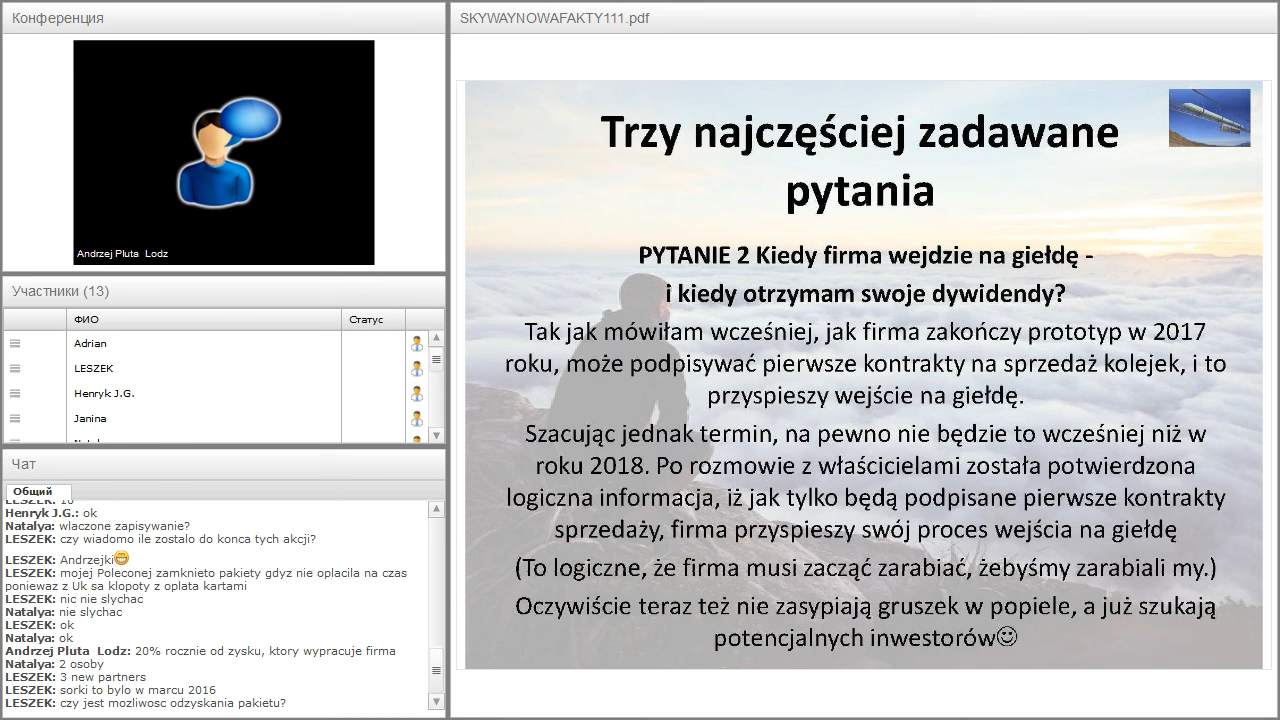 Конференция
Andrzej Pluta Lodz
Участники (13)
ФИО Статус
Adrian
LESZEK
Henryk J.G.
Janina
Чат
Общий
LESZEK: 10
Henryk J.G.: ok
Natalya: wlaczone zapisywanie?
LESZEK: czy wiadomo ile zostalo do konca tych akcji?
LESZEK: Andrzejki
LESZEK: mojej Poleconej zamknieto pakiety gdyz nie oplacila na czas
poniewaz z Uk sa klopoty z oplata kartami
LESZEK: nic nie slychac
Natalya: nie slychac
LESZEK: ok
Natalya: ok
Andrzej Pluta Lodz: 20% rocznie od zysku, ktory wypracuje firma
Natalya: 2 osoby
LESZEK: 3 new partners
LESZEK: sorki to bylo w marcu 2016
LESZEK: czy jest mozliwosc odzyskania pakietu?
SKYWAYNOWAFAKTY111.pdf
Trzy najczęściej zadawane
pytania
PYTANIE 2 Kiedy firma wejdzie na giełdę -
i kiedy otrzymam swoje dywidendy?
Tak jak mówiłam wcześniej, jak firma zakończy prototyp w 2017
roku, może podpisywać pierwsze kontrakty na sprzedaż kolejek, i to
przyspieszy wejście na giełdę.
Szacując jednak termin, na pewno nie będzie to wcześniej niż w
roku 2018. Po rozmowie z właścicielami została potwierdzona
logiczna informacja, iż jak tylko będą podpisane pierwsze kontrakty
sprzedaży, firma przyspieszy swój proces wejścia na giełdę
(To logiczne, że firma musi zacząć zarabiać, żebyśmy zarabiali my.)
Oczywiście teraz też nie zasypiają gruszek w popiele, a już szukają
potencjalnych inwestorów☺